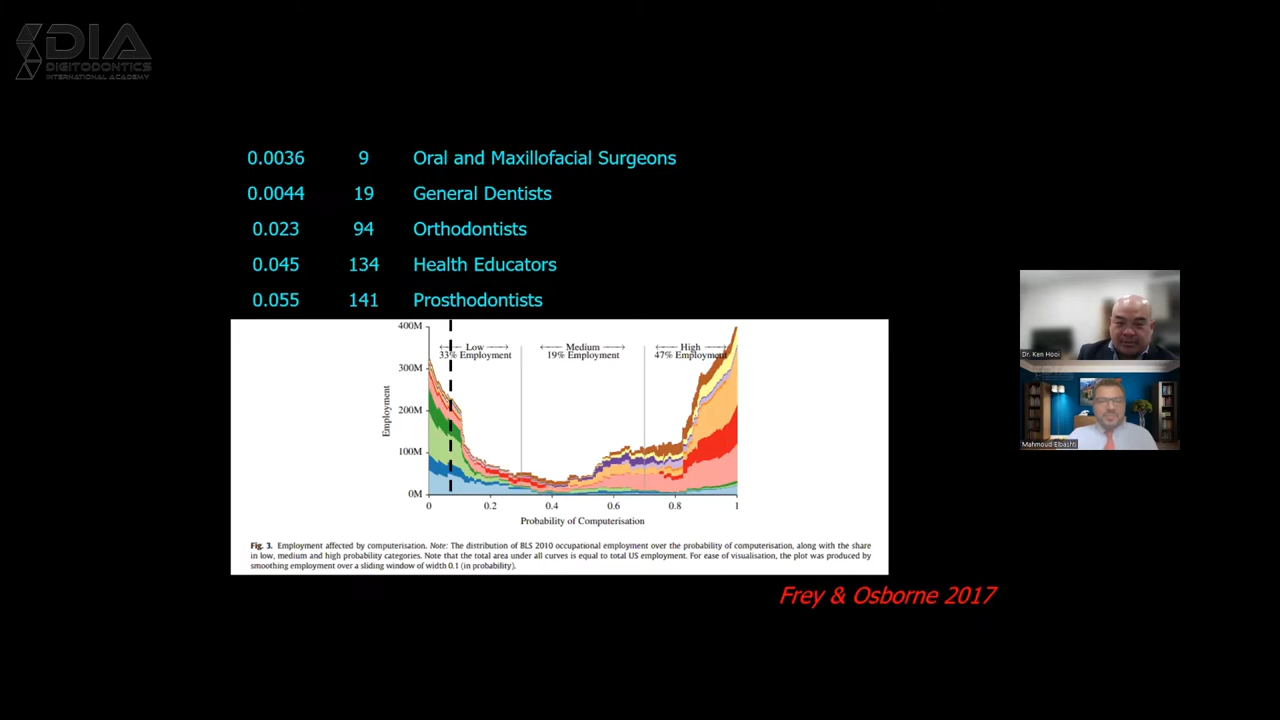 DIA
DIGITODONTICS
INTERNATIONAL ACADEMY
0.0036 9 Oral and Maxillofacial Surgeons
0.0044 19 General Dentists
0.023 94 Orthodontists
0.045 134 Health Educators
0.055 141 Prosthodontists
400M
300M
200M
100M
0M
Employment
Low
33% Employment
Medium
19% Employment
High
47% Employment
0 0.2 0.4 0.6 0.8 1
Probability of Computerisation
Fig. 3. Employment affected by computerisation. Note: The distribution of BLS 2010 occupational employment over the probability of computerisation, along with the share
in low, medium and high probability categories. Note that the total area under all curves is equal to total US employment. For ease of visualisation, the plot was produced by
smoothing employment over a sliding window of width 0.1 (in probability).
Frey & Osborne 2017
Dr. Ken Hooi
Mahmoud Elbashti